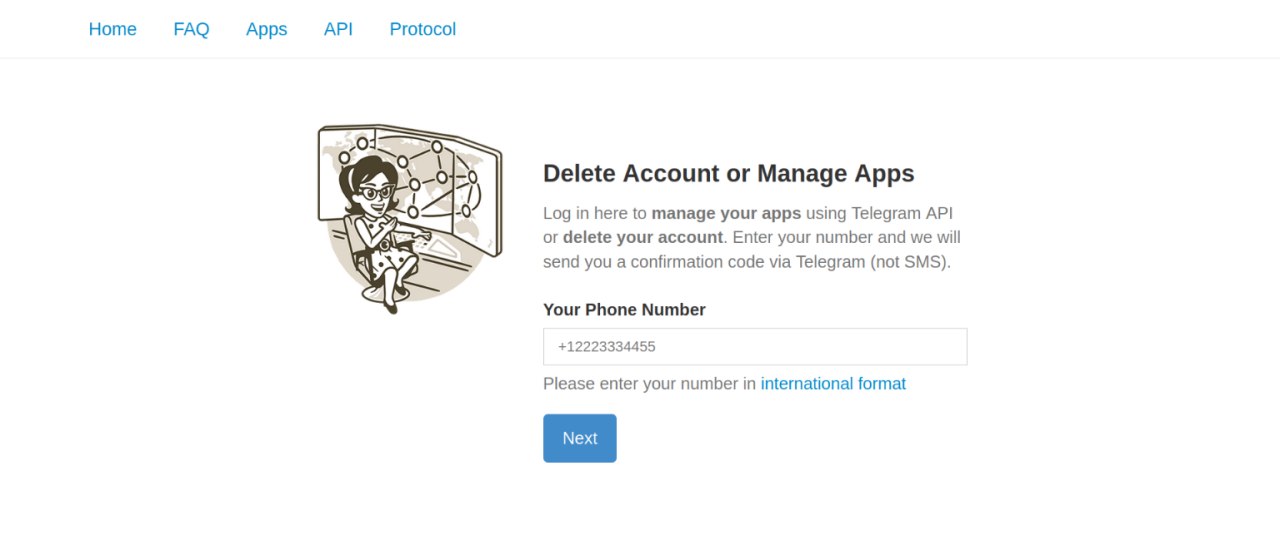 Home FAQ Apps API Protocol
Delete Account or Manage Apps
Log in here to manage your apps using Telegram API
or delete your account. Enter your number and we will
send you a confirmation code via Telegram (not SMS).
Your Phone Number
+12223334455
Please enter your number in international format
Next